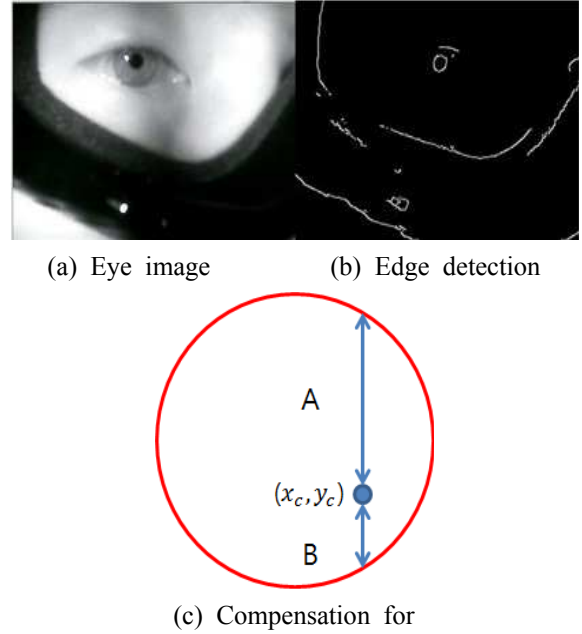 (a) Eye image
(b) Edge detection
A
(x_c, y_c)
B
(c) Compensation for